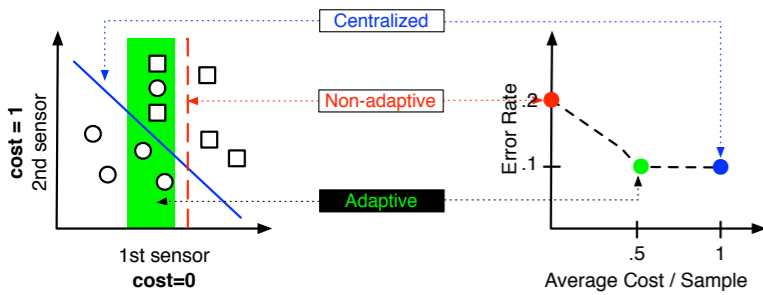 Centralized
Non-adaptive
Adaptive
cost = 1
2nd sensor
1st sensor
cost=0
Error Rate
.2
.1
.5 1
Average Cost / Sample